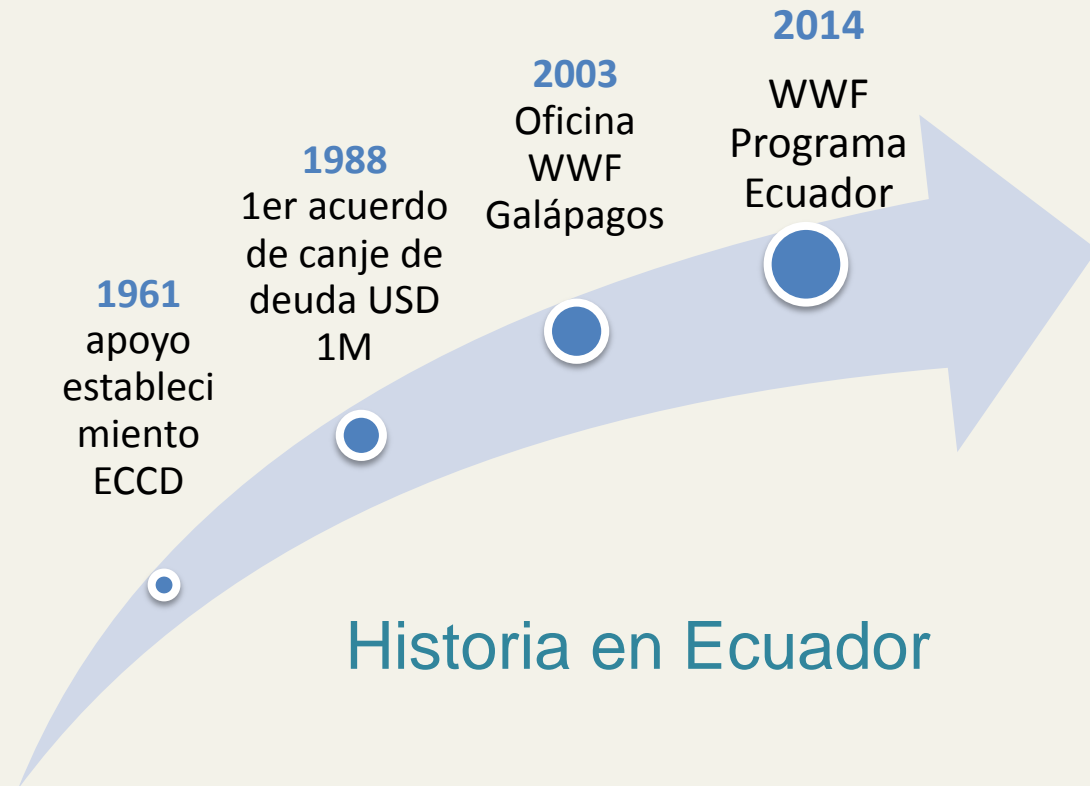 1961
apoyo
estableci
miento
ECCD
1988
1er acuerdo
de canje de
deuda USD
1M
2003
Oficina
WWF
Galápagos
2014
WWF
Programa
Ecuador
Historia en Ecuador